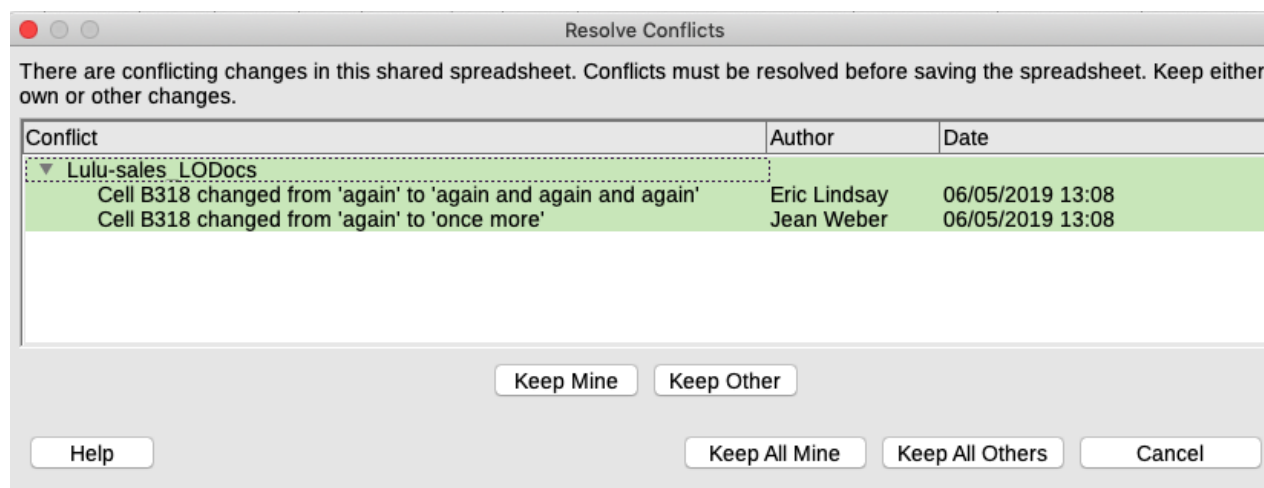 Resolve Conflicts
There are conflicting changes in this shared spreadsheet. Conflicts must be resolved before saving the spreadsheet. Keep either
own or other changes.
Conflict Author Date
Lulu-sales_LODocs
Cell B318 changed from 'again' to 'again and again and again' Eric Lindsay 06/05/2019 13:08
Cell B318 changed from 'again' to 'once more' Jean Weber 06/05/2019 13:08
Keep Mine Keep Other
Help Keep All Mine Keep All Others Cancel